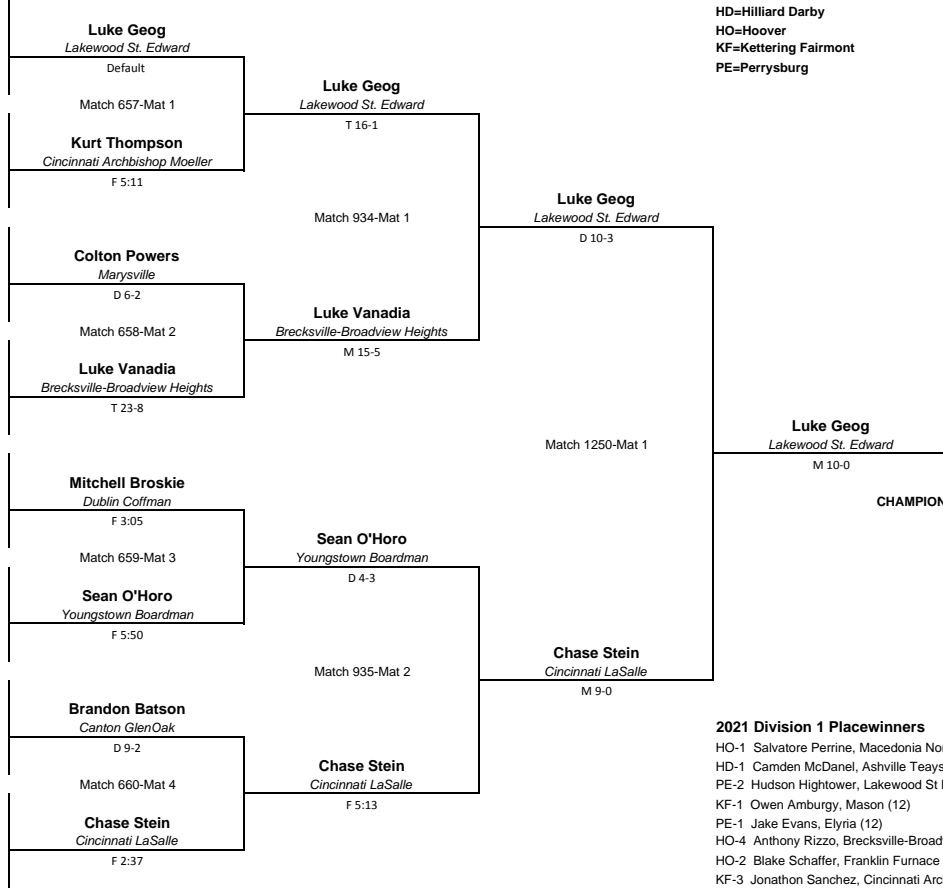 HD=Hilliard Darby
HO=Hoover
KF=Kettering Fairmont
PE=Perrysburg
Luke Geog
Lakewood St. Edward
Default
Match 657-Mat 1
Kurt Thompson
Cincinnati Archbishop Moeller
F 5:11
Luke Geog
Lakewood St. Edward
T 16-1
Match 934-Mat 1
Colton Powers
Marysville
D 6-2
Match 658-Mat 2
Luke Vanadia
Brecksville-Broadview Heights
T 23-8
Luke Vanadia
Brecksville-Broadview Heights
M 15-5
Luke Geog
Lakewood St. Edward
D 10-3
Match 1250-Mat 1
Luke Geog
Lakewood St. Edward
M 10-0
CHAMPION
Mitchell Broskie
Dublin Coffman
F 3:05
Match 659-Mat 3
Sean O'Horo
Youngstown Boardman
F 5:50
Sean O'Horo
Youngstown Boardman
D 4-3
Match 935-Mat 2
Brandon Batson
Canton GlenOak
D 9-2
Match 660-Mat 4
Chase Stein
Cincinnati LaSalle
F 2:37
Chase Stein
Cincinnati LaSalle
F 5:13
Chase Stein
Cincinnati LaSalle
M 9-0
2021 Division 1 Placewinners
HO-1 Salvatore Perrine, Macedonia No
HD-1 Camden McDanel, Ashville Teays
PE-2 Hudson Hightower, Lakewood St
KF-1 Owen Amburgy, Mason (12)
PE-1 Jake Evans, Elyria (12)
HO-4 Anthony Rizzo, Brecksville-Broad
HO-2 Blake Schaffer, Franklin Furnace
KF-3 Jonathon Sanchez, Cincinnati Arc